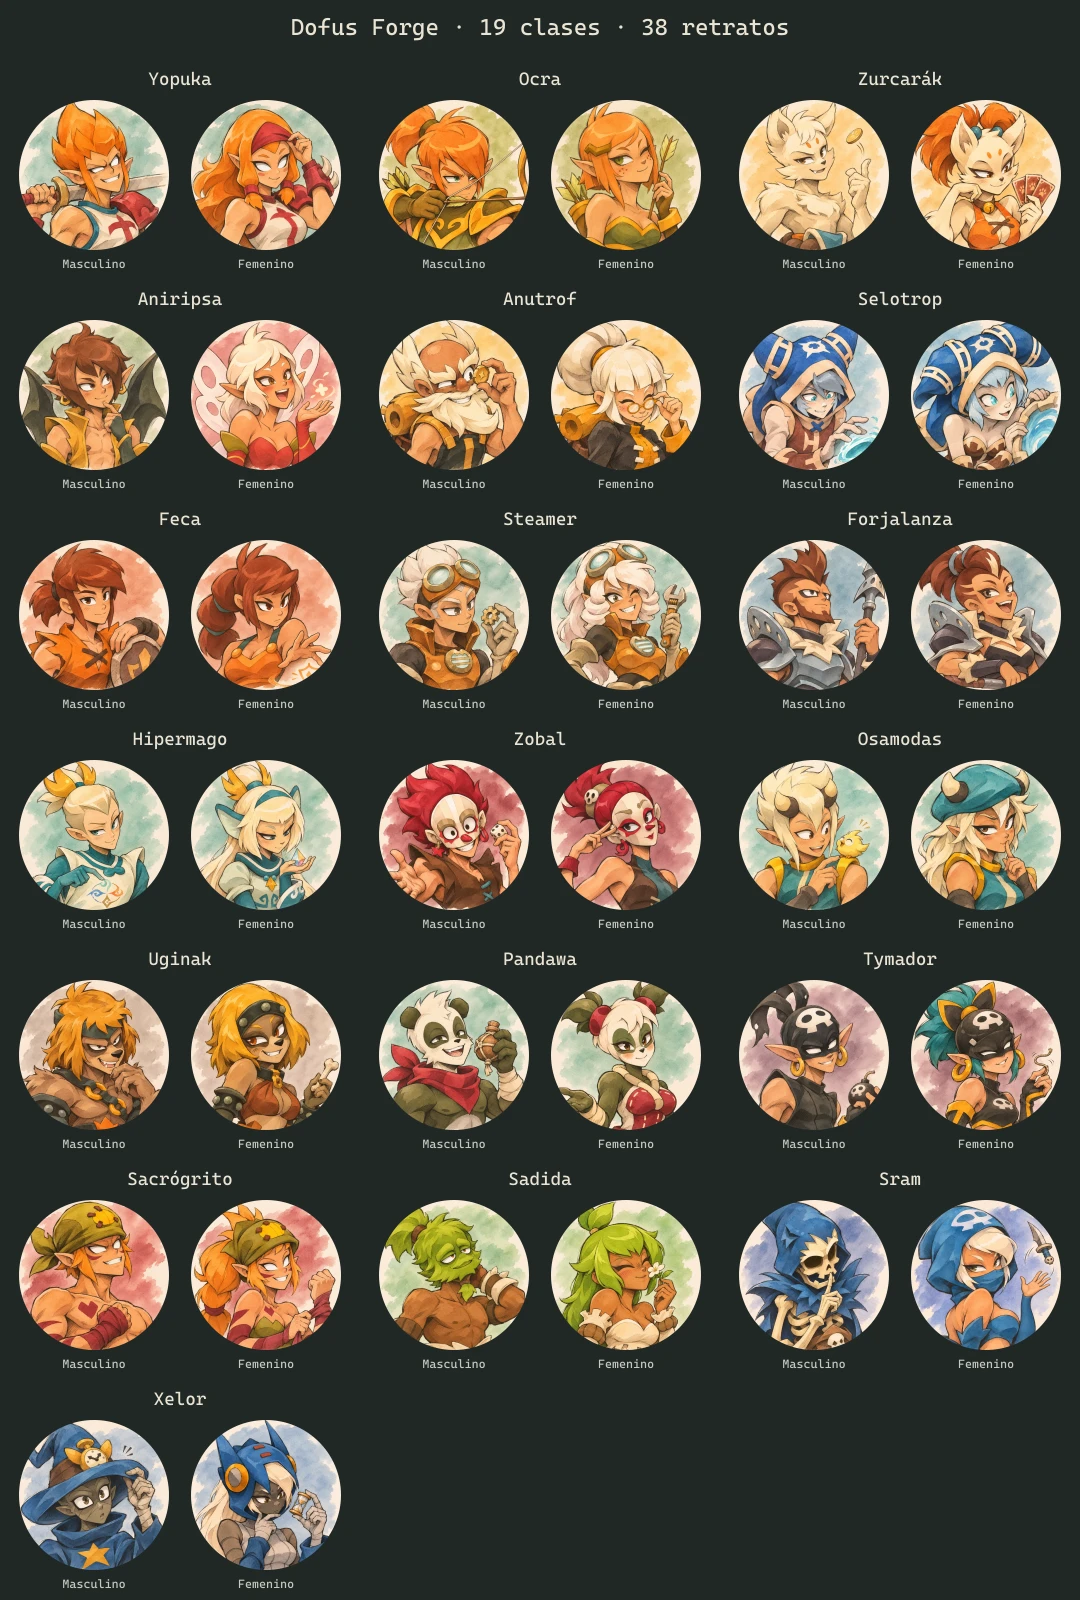 Dofus Forge · 19 clases · 38 retratos
Yopuka Ocra Zurcarák
Masculino Femenino Masculino Femenino Masculino Femenino
Aniripsa Anutrof Selotrop
Masculino Femenino Masculino Femenino Masculino Femenino
Feca Steamer Forjalanza
Masculino Femenino Masculino Femenino Masculino Femenino
Hipermago Zobal Osamodas
Masculino Femenino Masculino Femenino Masculino Femenino
Uginak Pandawa Tymador
Masculino Femenino Masculino Femenino Masculino Femenino
Sacrógrito Sadida Sram
Masculino Femenino Masculino Femenino Masculino Femenino
Xelor
Masculino Femenino